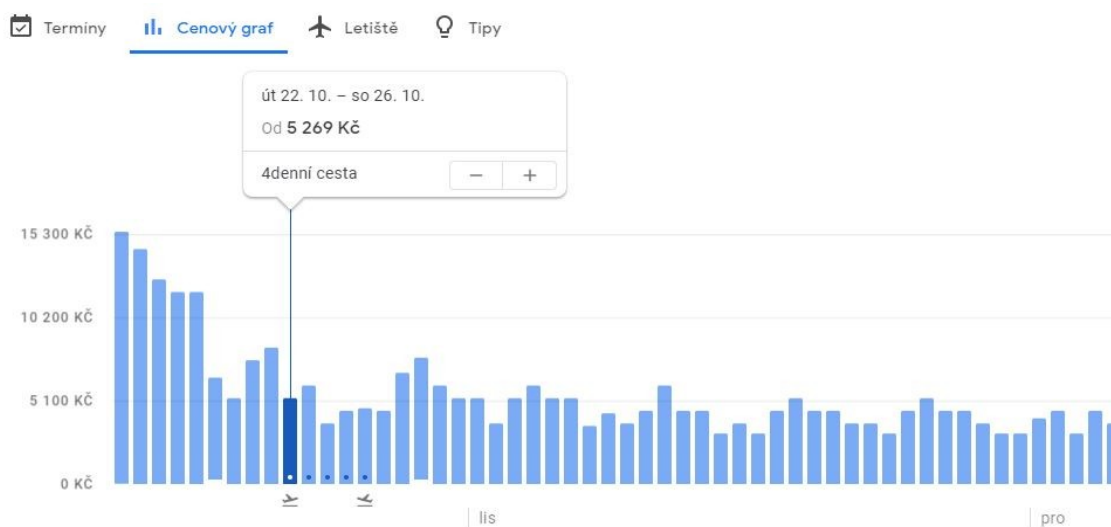 Termíny Cenový graf Letiště Tipy
út 22. 10. – so 26. 10.
Od 5 269 Kč
4denní cesta − +
15 300 KČ
10 200 KČ
5 100 KČ
0 KČ
lis pro